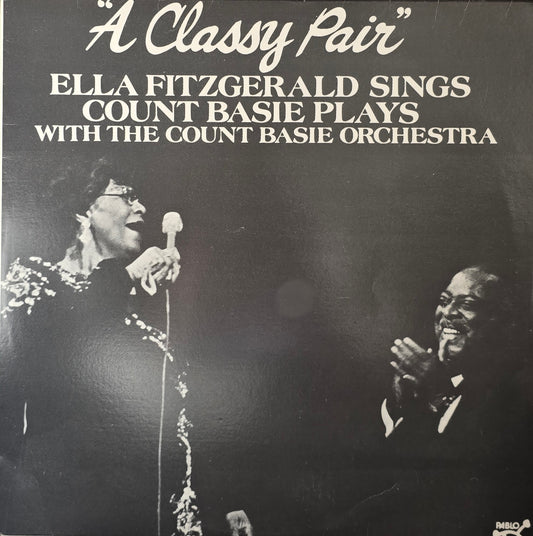 "A Classy Pair"
ELLA FITZGERALD SINGS
COUNT BASIE PLAYS
WITH THE COUNT BASIE ORCHESTRA
PABLO